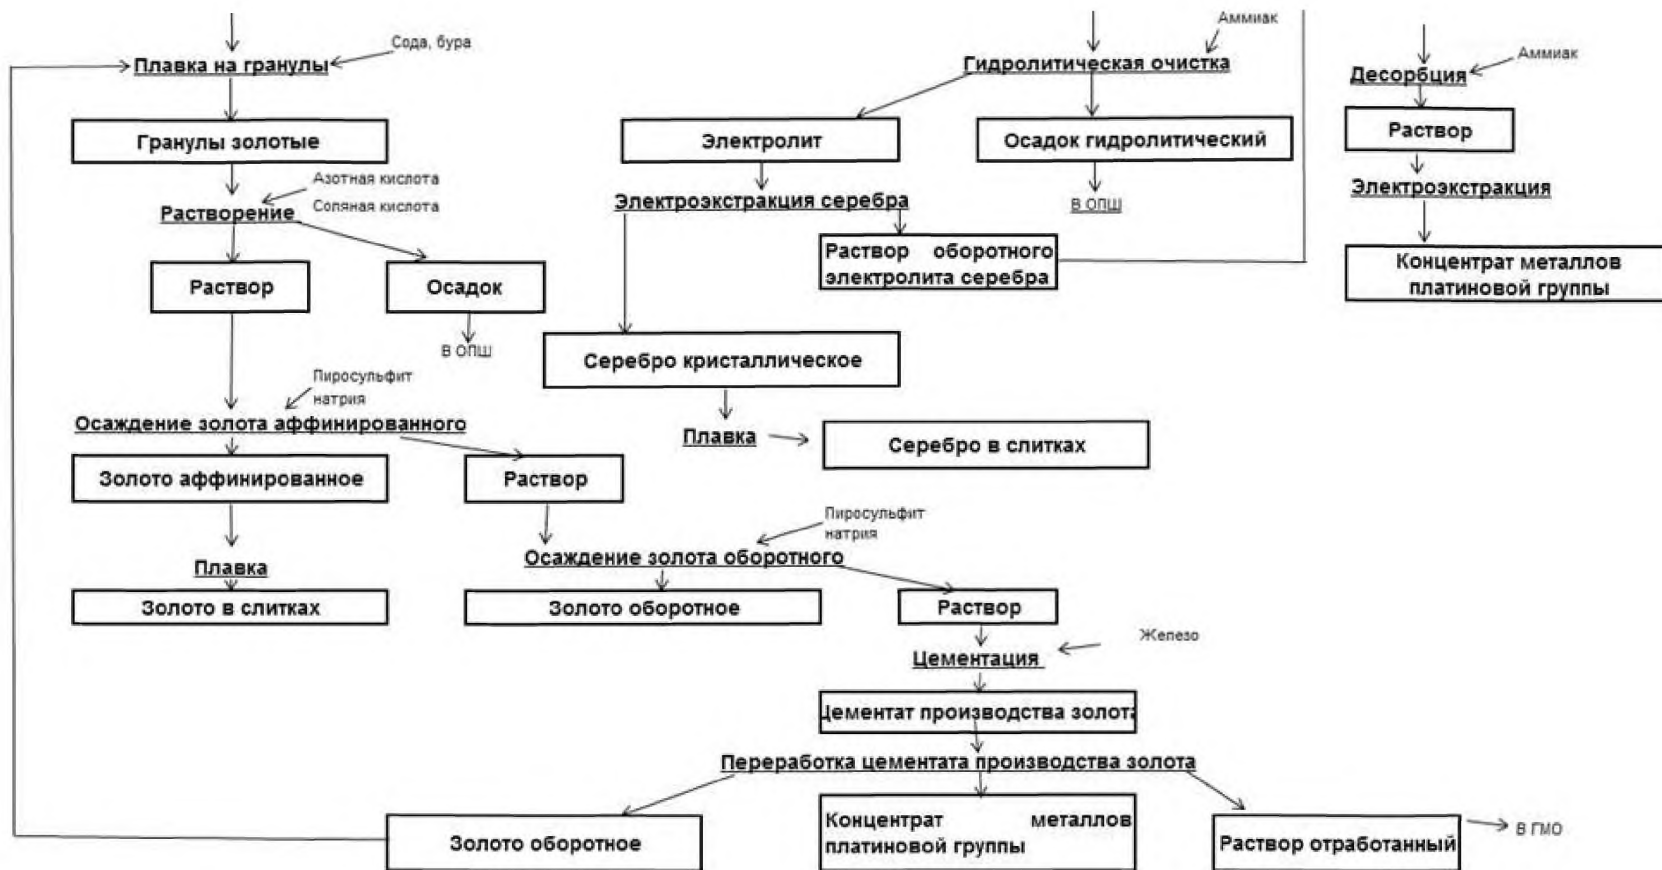 Аммиак
Сода, бура
Плавка на гранулы
Гидролитическая очистка
Аммиак
Десорбция
Гранулы золотые
Электролит
Осадок гидролитический
Раствор
Азотная кислота
Соляная кислота
Растворение
Электроэкстракция серебра
В ОПШ
Электроэкстракция
Раствор
Осадок
Раствор оборотного
электролита серебра
Концентрат металлов
платиновой группы
В ОПШ
Серебро кристаллическое
Пиросульфит
натрия
Осаждение золота аффинированного
Плавка
Серебро в слитках
Золото аффинированное
Раствор
Пиросульфит
натрия
Осаждение золота оборотного
Плавка
Золото в слитках
Золото оборотное
Раствор
Железо
Цементация
Цементат производства золота
Переработка цементата производства золота
Золото оборотное
Концентрат металлов
платиновой группы
Раствор отработанный
В ГМО